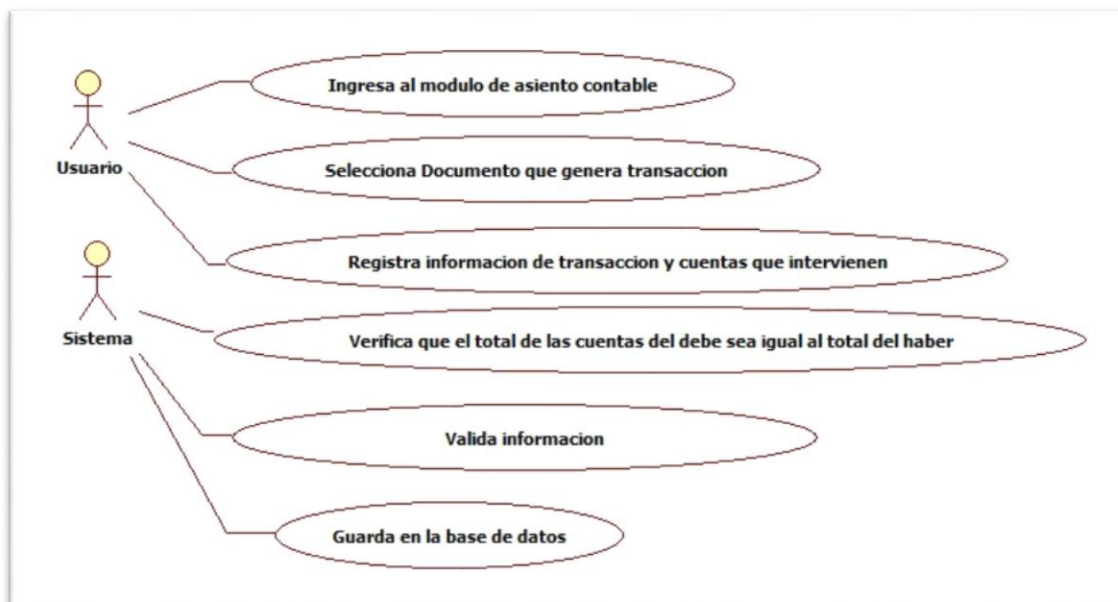 Ingresa al modulo de asiento contable
Usuario
Selecciona Documento que genera transaccion
Registra informacion de transaccion y cuentas que intervienen
Sistema
Verifica que el total de las cuentas del debe sea igual al total del haber
Valida informacion
Guarda en la base de datos